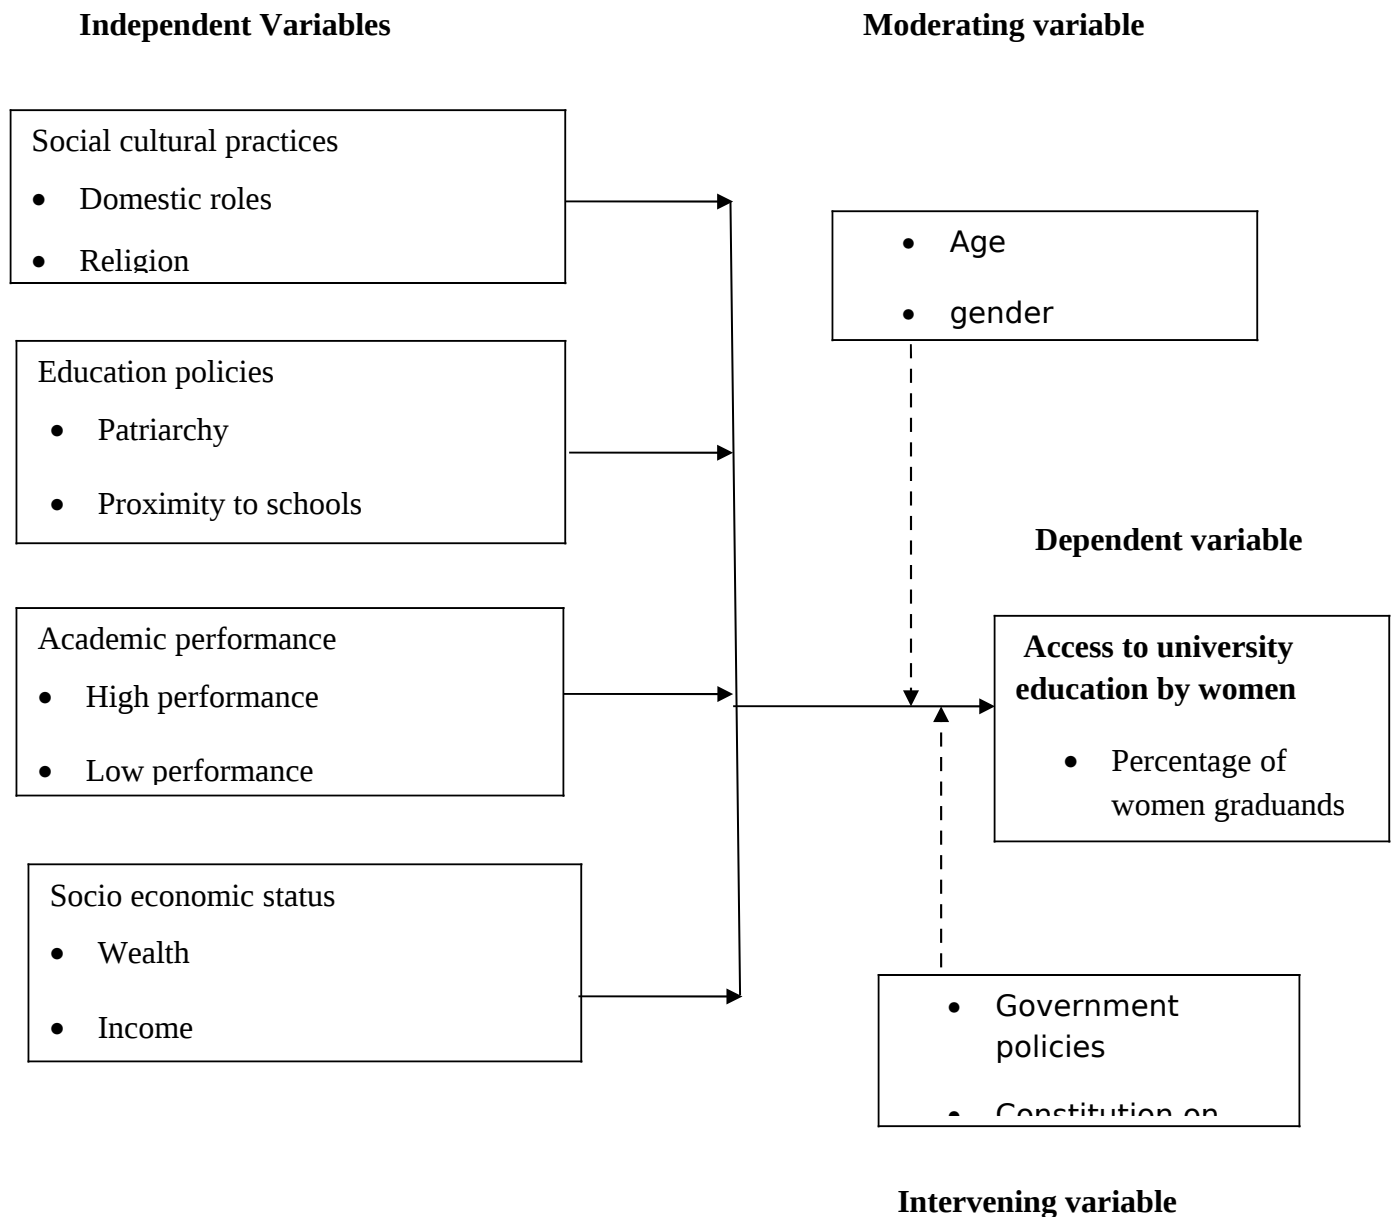 Independent Variables
Moderating variable
Social cultural practices
• Domestic roles
• Religion
• Age
• gender
Education policies
• Patriarchy
• Proximity to schools
Dependent variable
Academic performance
• High performance
• Low performance
Access to university
education by women
• Percentage of
women graduands
Socio economic status
• Wealth
• Income
• Government
policies
• Constitution on
Intervening variable